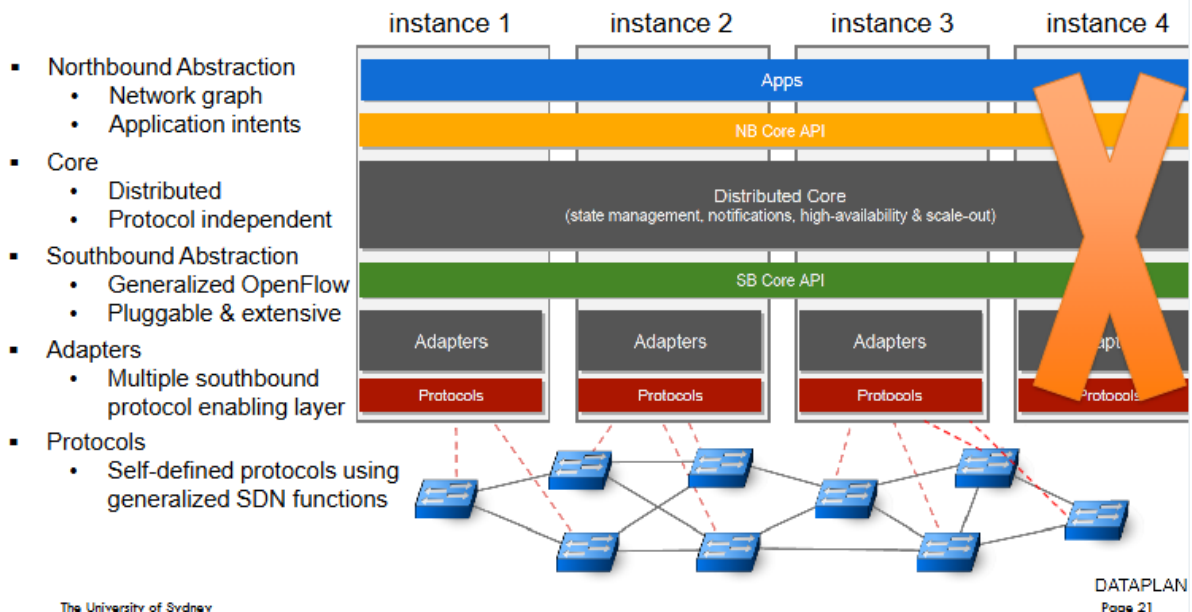 instance 1
instance 2
instance 3
instance 4
Northbound Abstraction
Network graph
Application intents
Core
Distributed
Protocol independent
Southbound Abstraction
Generalized OpenFlow
Pluggable & extensive
Adapters
Multiple southbound
protocol enabling layer
Protocols
Self-defined protocols using
generalized SDN functions
Apps
NB Core API
Distributed Core
(state management, notifications, high-availability & scale-out)
SB Core API
Adapters
Adapters
Adapters
Protocols
Protocols
Protocols
Protocols
DATAPLAN
The University of Sydney
Page 21